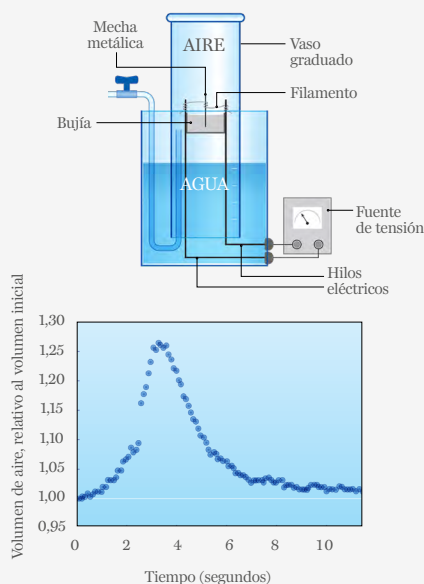 Mecha
metálica
AIRE
Vaso
graduado
Filamento
Bujía
AGUA
Fuente
de tensión
Hilos
eléctricos
Volumen de aire, relativo al volumen inicial
1,30
1,25
1,20
1,15
1,10
1,05
1,00
0,95
0
2
4
6
8
10
Tiempo (segundos)